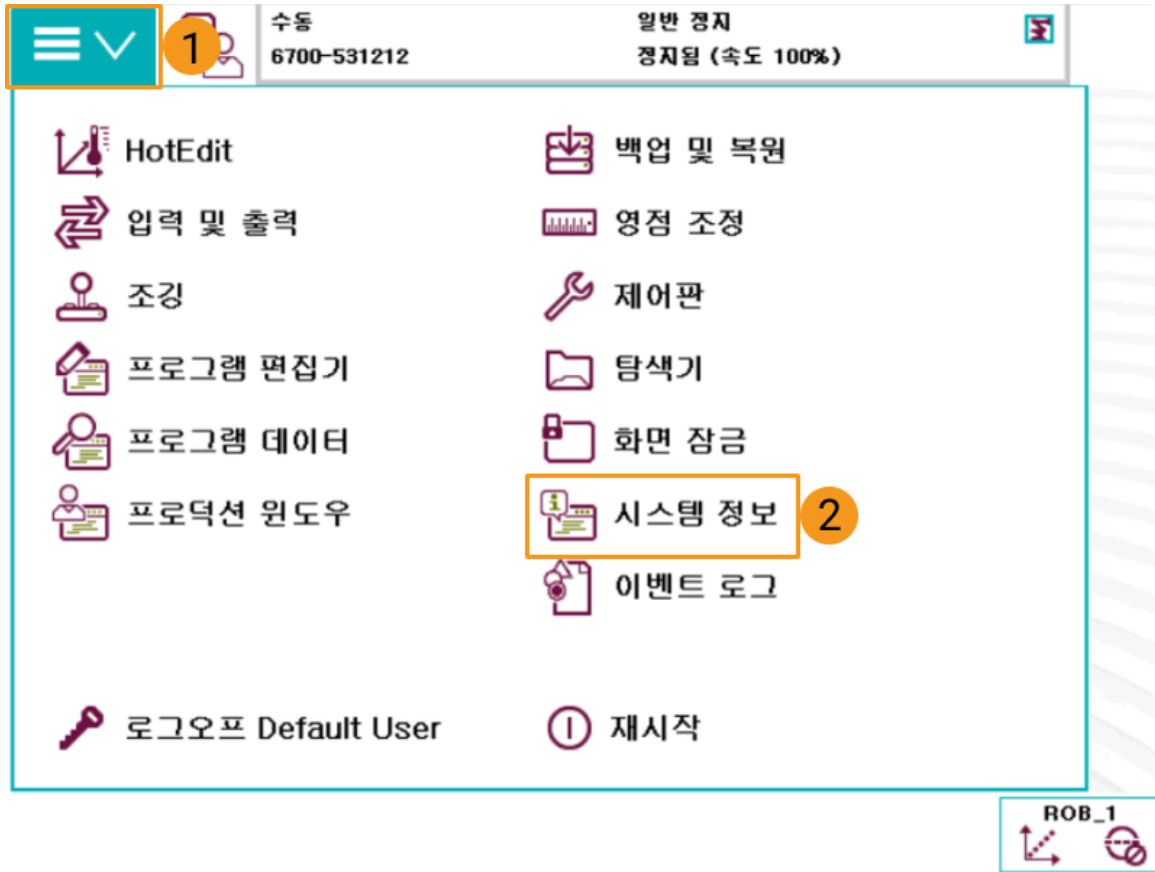 1
수동
6700-531212
일반 정지
정지됨 (속도 100%)
HotEdit
백업 및 복원
입력 및 출력
영점 조정
조깅
제어판
프로그램 편집기
탐색기
프로그램 데이터
화면 잠금
프로덕션 윈도우
시스템 정보
2
이벤트 로그
로그오프 Default User
재시작
ROB_1